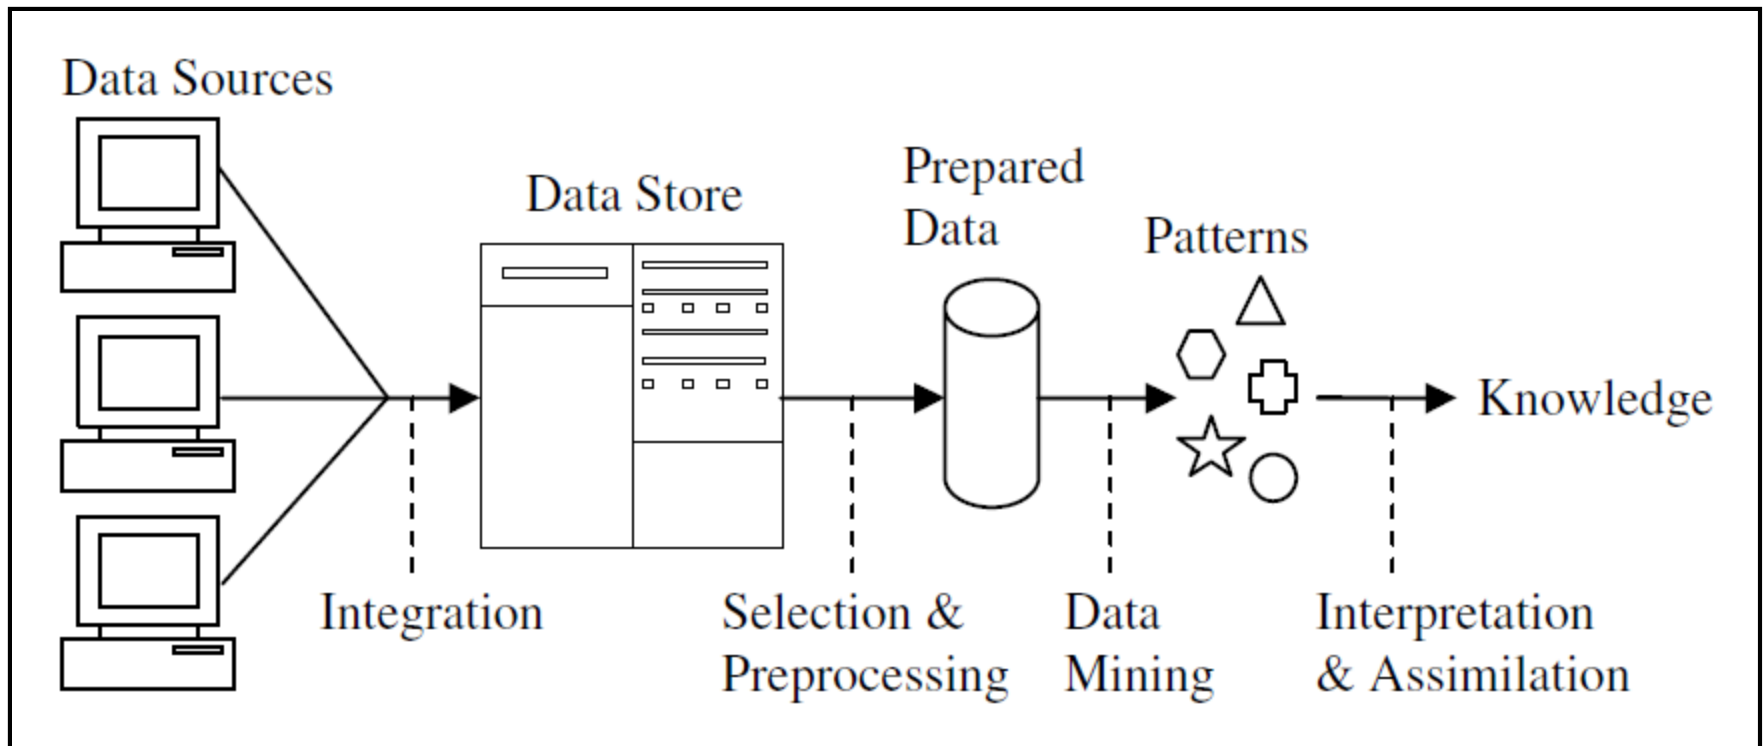 Data Sources
Data Store
Prepared
Data
Patterns
Knowledge
Integration
Selection &
Preprocessing
Data
Mining
Interpretation
& Assimilation